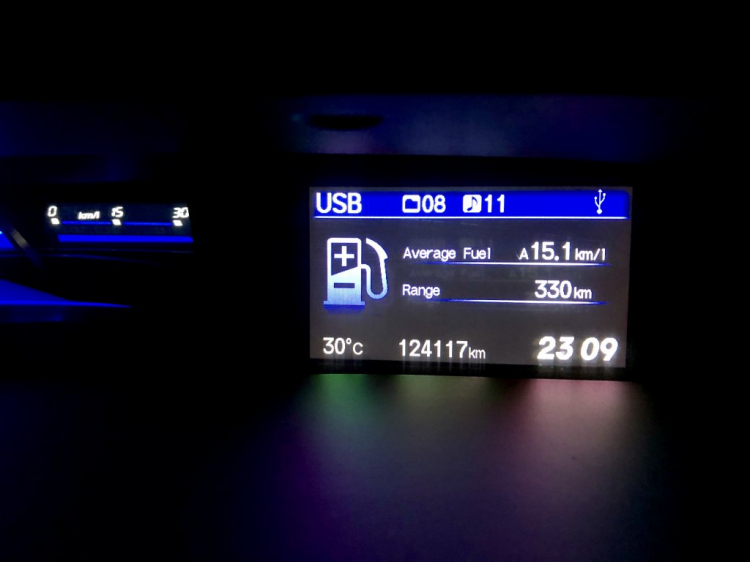 USB 08 11
0 km/l 15 30
+
Average Fuel A 15.1 km/l
-
Range 330 km
30°C 124117 km 23 09